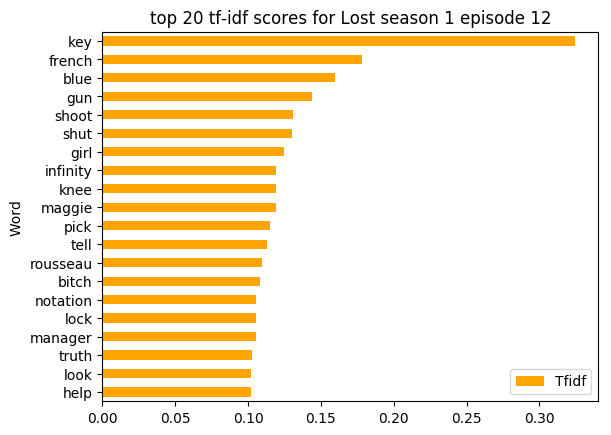 top 20 tf-idf scores for Lost season 1 episode 12
Word
key
french
blue
gun
shoot
shut
girl
infinity
knee
maggie
pick
tell
rousseau
bitch
notation
lock
manager
truth
look
help
Tfidf
0.00 0.05 0.10 0.15 0.20 0.25 0.30